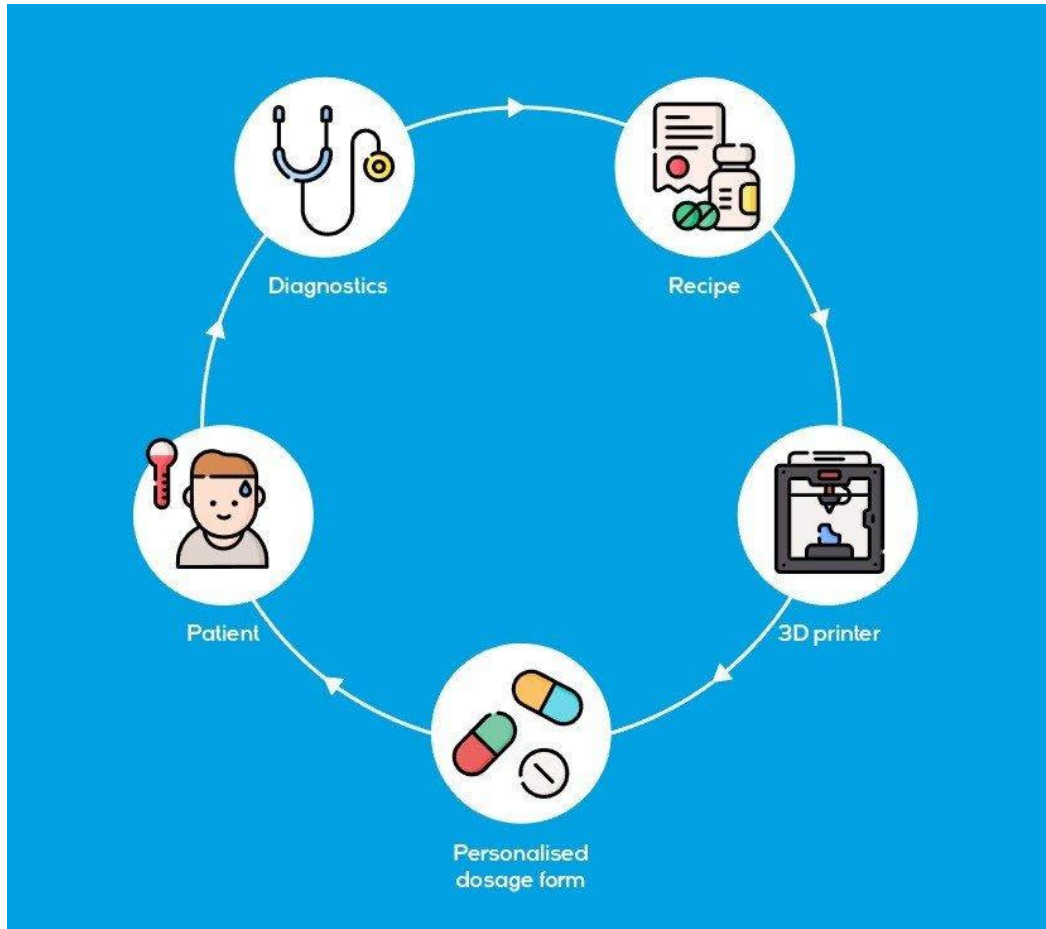 Diagnostics
Recipe
Patient
3D printer
Personalised
dosage form